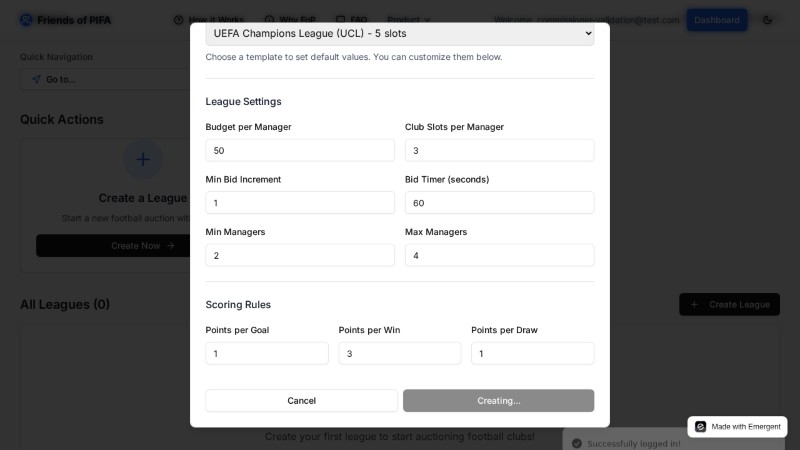 Friends of PIFA
How it Works
Why FoP
FAQ
Product
Welcome, commissioner.validation@test.com
Dashboard
Quick Navigation
Go to...
Quick Actions
Create a League
Start a new football auction with
Create Now
All Leagues (0)
Create League
UEFA Champions League (UCL) - 5 slots
Choose a template to set default values. You can customize them below.
League Settings
Budget per Manager
Club Slots per Manager
50
3
Min Bid Increment
Bid Timer (seconds)
1
60
Min Managers
Max Managers
2
4
Scoring Rules
Points per Goal
Points per Win
Points per Draw
1
3
1
Cancel
Creating...
Create your first league to start auctioning football clubs!
Successfully logged in!
Made with Emergent